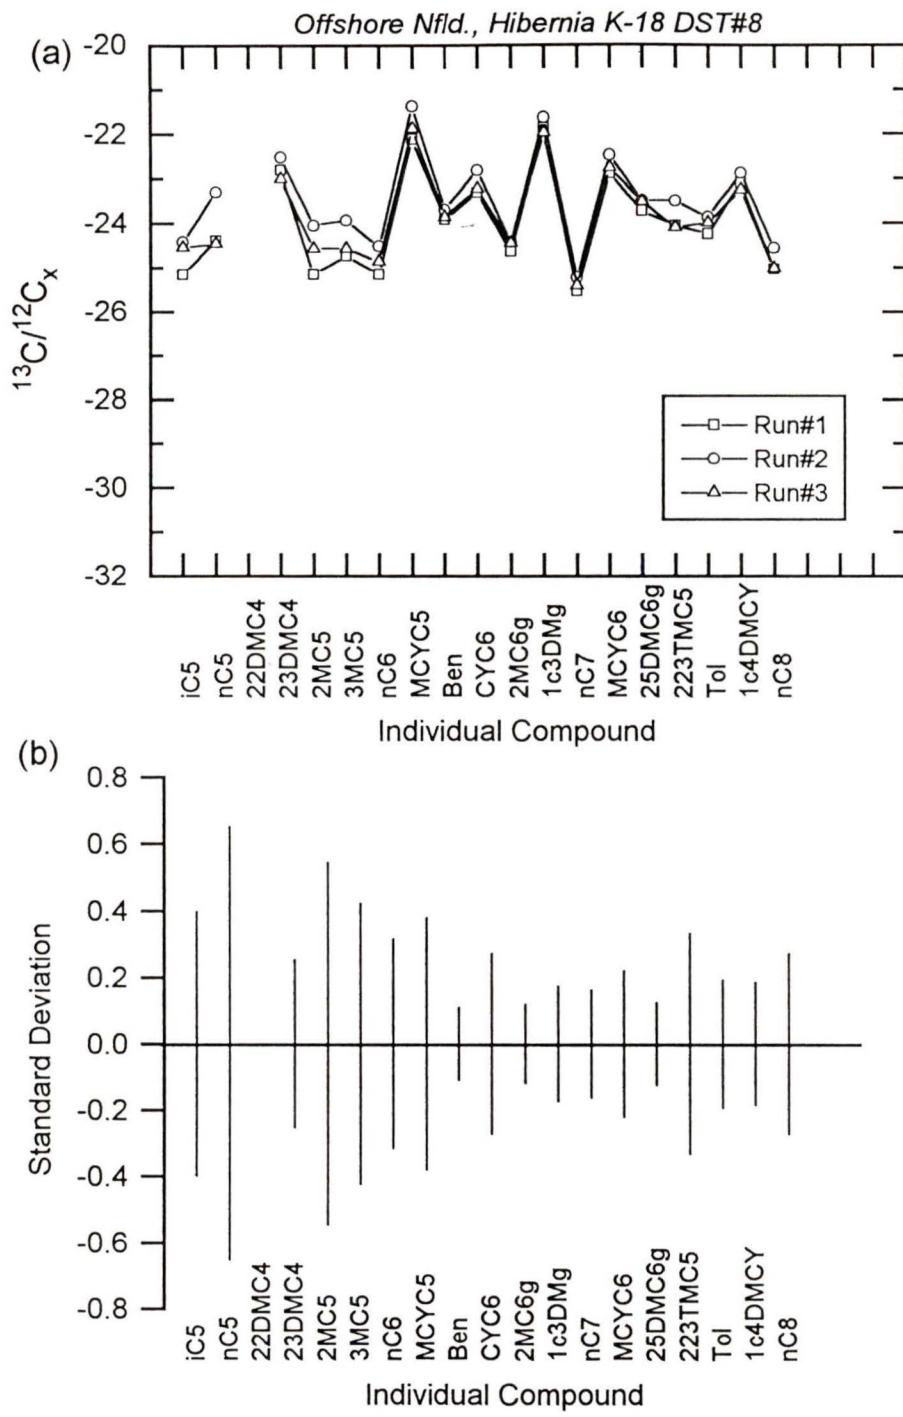 Offshore Nfld., Hibernia K-18 DST#8
(a)
-20
-22
-24
-26
-28
-30
-32
13C/12Cx
Run#1
Run#2
Run#3
iC5
nC5
22DMC4
23DMC4
2MC5
3MC5
nC6
MCYC5
Ben
CYC6
2MC6g
1c3DMg
nC7
MCYC6
25DMC6g
223TMC5
Tol
1c4DMCY
nC8
Individual Compound
(b)
0.8
0.6
0.4
0.2
0.0
-0.2
-0.4
-0.6
-0.8
Standard Deviation
iC5
nC5
22DMC4
23DMC4
2MC5
3MC5
nC6
MCYC5
Ben
CYC6
2MC6g
1c3DMg
nC7
MCYC6
25DMC6g
223TMC5
Tol
1c4DMCY
nC8
Individual Compound